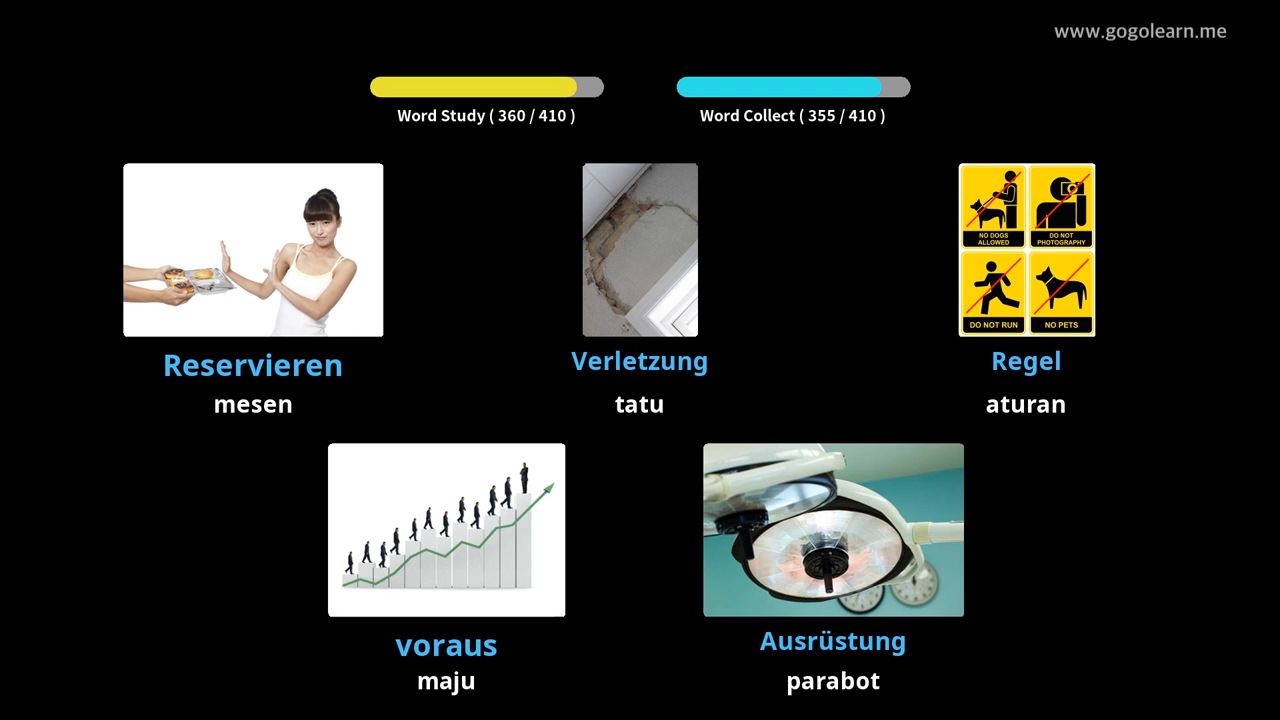 www.gogolearn.me
Word Study ( 360 / 410 )
Word Collect ( 355 / 410 )
NO DOGS
ALLOWED
DO NOT
PHOTOGRAPHY
DO NOT RUN
NO PETS
Reservieren
mesen
Verletzung
tatu
Regel
aturan
voraus
maju
Ausrüstung
parabot